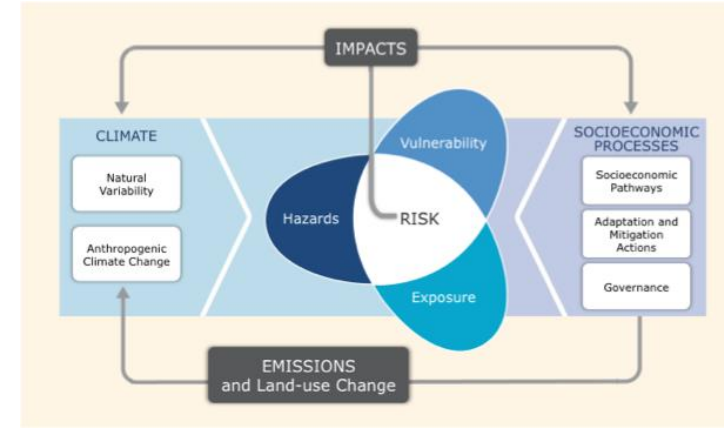 IMPACTS
CLIMATE
Natural
Variability
Anthropogenic
Climate Change
Vulnerability
Hazards
RISK
Exposure
SOCIOECONOMIC
PROCESSES
Socioeconomic
Pathways
Adaptation and
Mitigation
Actions
Governance
EMISSIONS
and Land-use Change